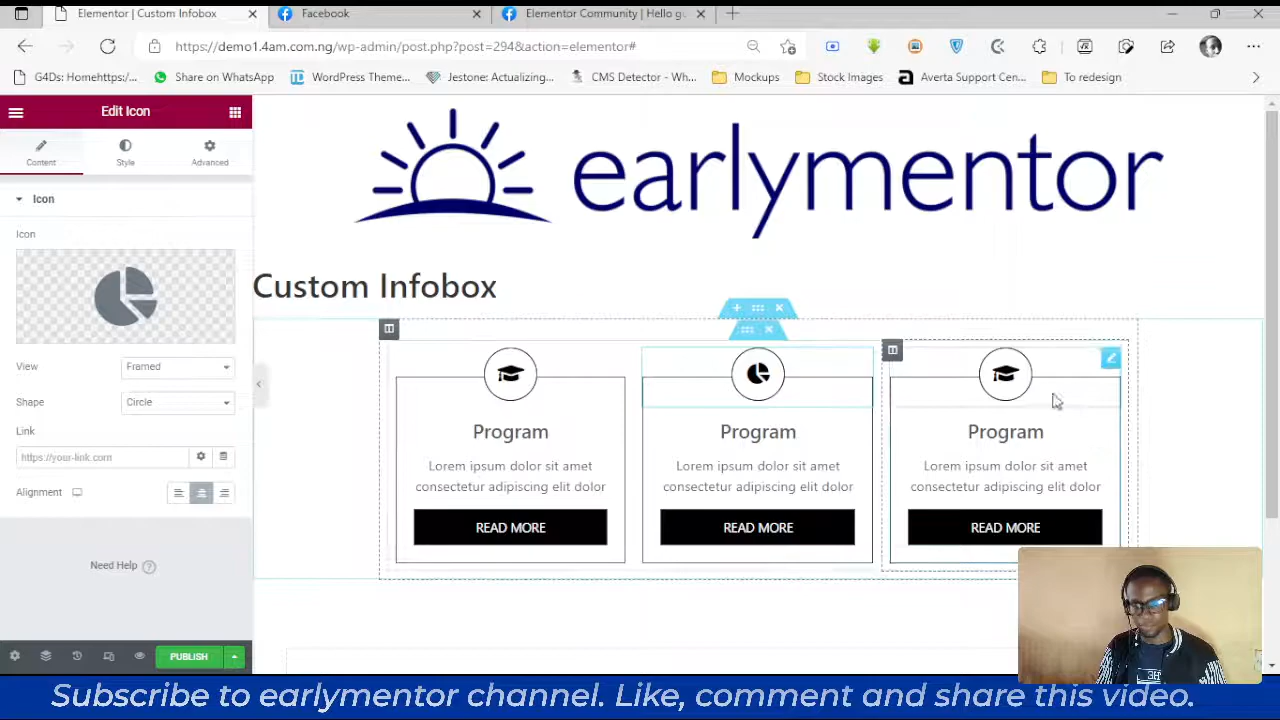 Elementor | Custom Infobox
Facebook
Elementor Community | Hello gu
https://demo1.4am.com.ng/wp-admin/post.php?post=294&action=elementor#
G4Ds: Homehttps:/...
Share on WhatsApp
WordPress Theme...
Jestone: Actualizing...
CMS Detector - Wh...
Mockups
Stock Images
Averta Support Cen...
To redesign
Edit Icon
Content
Style
Advanced
Icon
Icon
View
Framed
Shape
Circle
Link
https://your-link.com
Alignment
Need Help
PUBLISH
earlymentor
Custom Infobox
Program
Lorem ipsum dolor sit amet
consectetur adipiscing elit dolor
READ MORE
Program
Lorem ipsum dolor sit amet
consectetur adipiscing elit dolor
READ MORE
Program
Lorem ipsum dolor sit amet
consectetur adipiscing elit dolor
READ MORE
Subscribe to earlymentor channel. Like, comment and share this video.